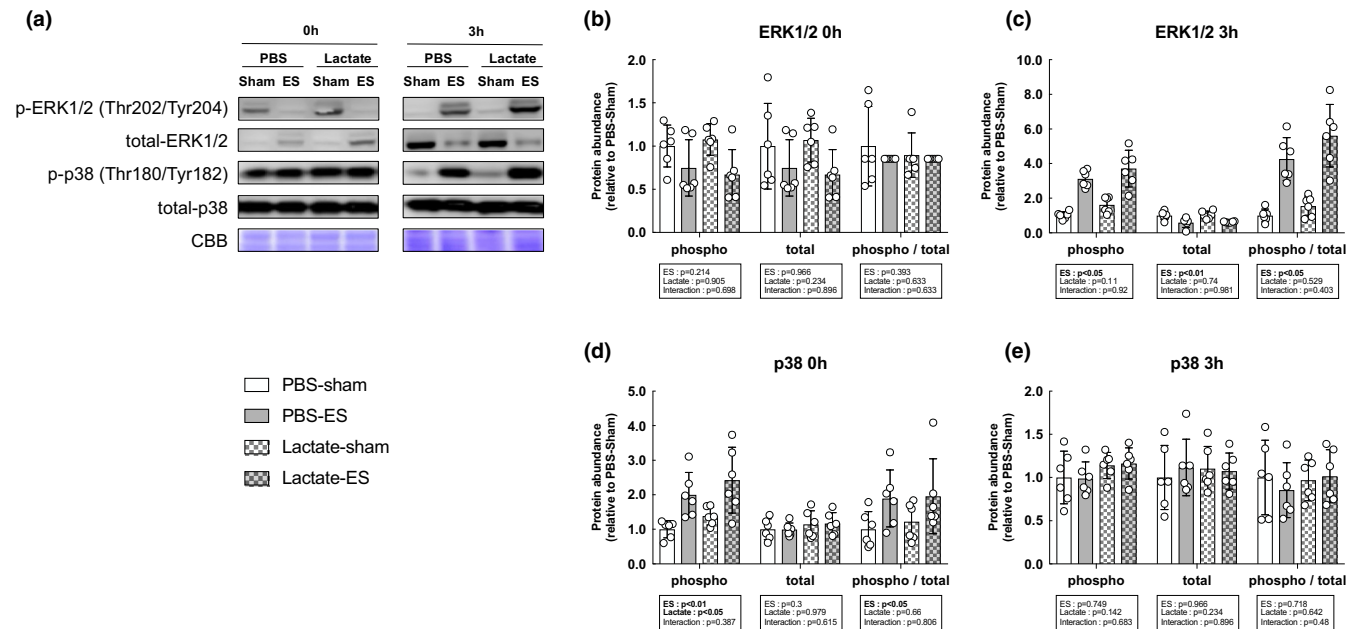 (a)
0h
3h
PBS
Lactate
PBS
Lactate
Sham ES Sham ES
Sham ES Sham ES
p-ERK1/2 (Thr202/Tyr204)
total-ERK1/2
p-p38 (Thr180/Tyr182)
total-p38
CBB
PBS-sham
PBS-ES
Lactate-sham
Lactate-ES
(b)
ERK1/2 0h
Protein abundance
(relative to PBS-Sham)
2.0
1.5
1.0
0.5
0.0
phospho
total
phospho / total
ES : p=0.214
Lactate : p=0.905
Interaction : p=0.698
ES : p=0.966
Lactate : p=0.234
Interaction : p=0.896
ES : p=0.393
Lactate : p=0.633
Interaction : p=0.633
(c)
ERK1/2 3h
Protein abundance
(relative to PBS-Sham)
10.0
8.0
6.0
4.0
2.0
0.0
phospho
total
phospho / total
ES : p<0.05
Lactate : p=0.11
Interaction : p=0.92
ES : p<0.01
Lactate : p=0.74
Interaction : p=0.981
ES : p<0.05
Lactate : p=0.529
Interaction : p=0.403
(d)
p38 0h
Protein abundance
(relative to PBS-Sham)
5.0
4.0
3.0
2.0
1.0
0.0
phospho
total
phospho / total
ES : p<0.01
Lactate : p<0.05
Interaction : p=0.387
ES : p=0.3
Lactate : p=0.979
Interaction : p=0.615
ES : p<0.05
Lactate : p=0.66
Interaction : p=0.806
(e)
p38 3h
Protein abundance
(relative to PBS-Sham)
2.0
1.5
1.0
0.5
0.0
phospho
total
phospho / total
ES : p=0.749
Lactate : p=0.142
Interaction : p=0.683
ES : p=0.966
Lactate : p=0.234
Interaction : p=0.896
ES : p=0.718
Lactate : p=0.642
Interaction : p=0.48